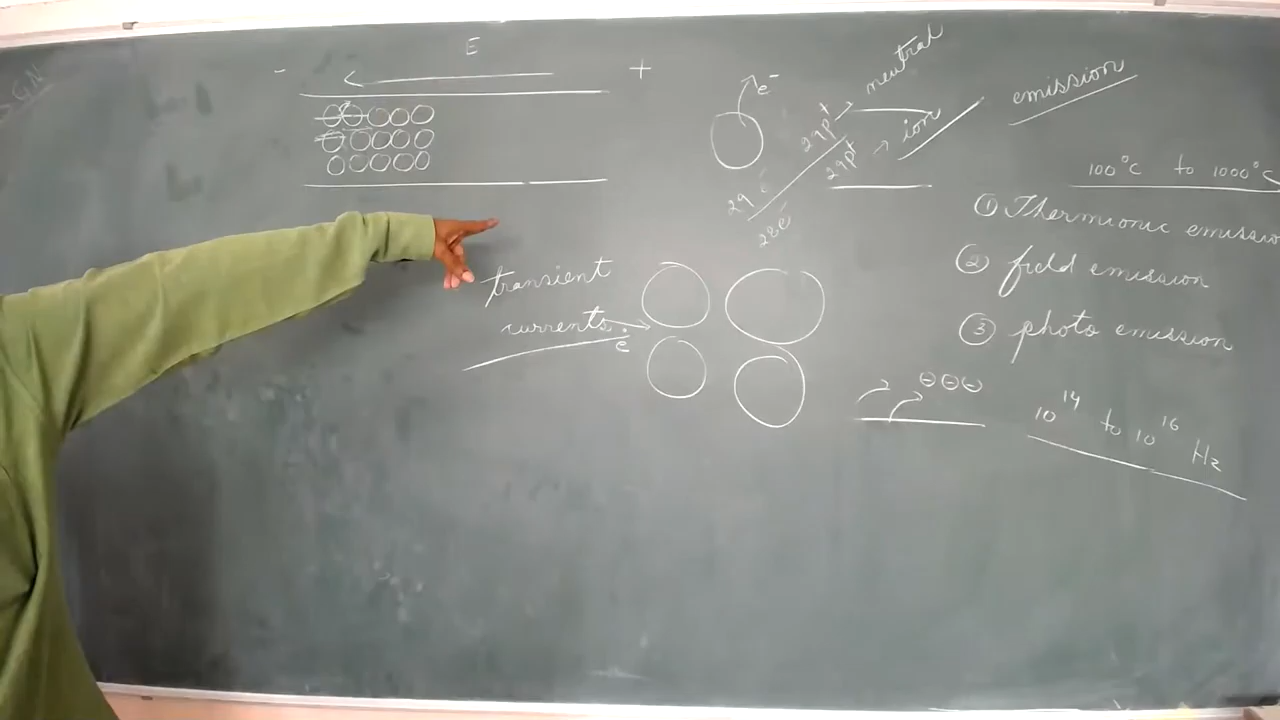 E
- +
e⁻
29p⁺ → neutral
29p⁺ → ion
29e⁻
28e⁻
emission
100°C to 1000°C
① Thermionic emissio
② field emission
③ photo emission
transient
currents
e⁻
⊖⊖⊖
10¹⁴ to 10¹⁶ Hz